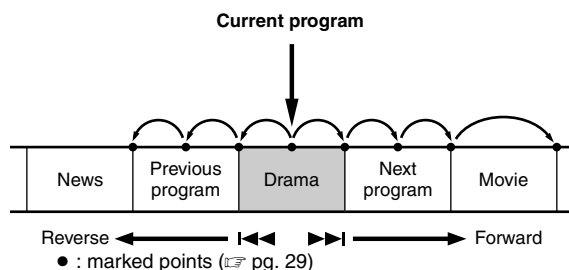 Current program
News
Previous
program
Drama
Next
program
Movie
Reverse
Forward
● : marked points (☞ pg. 29)